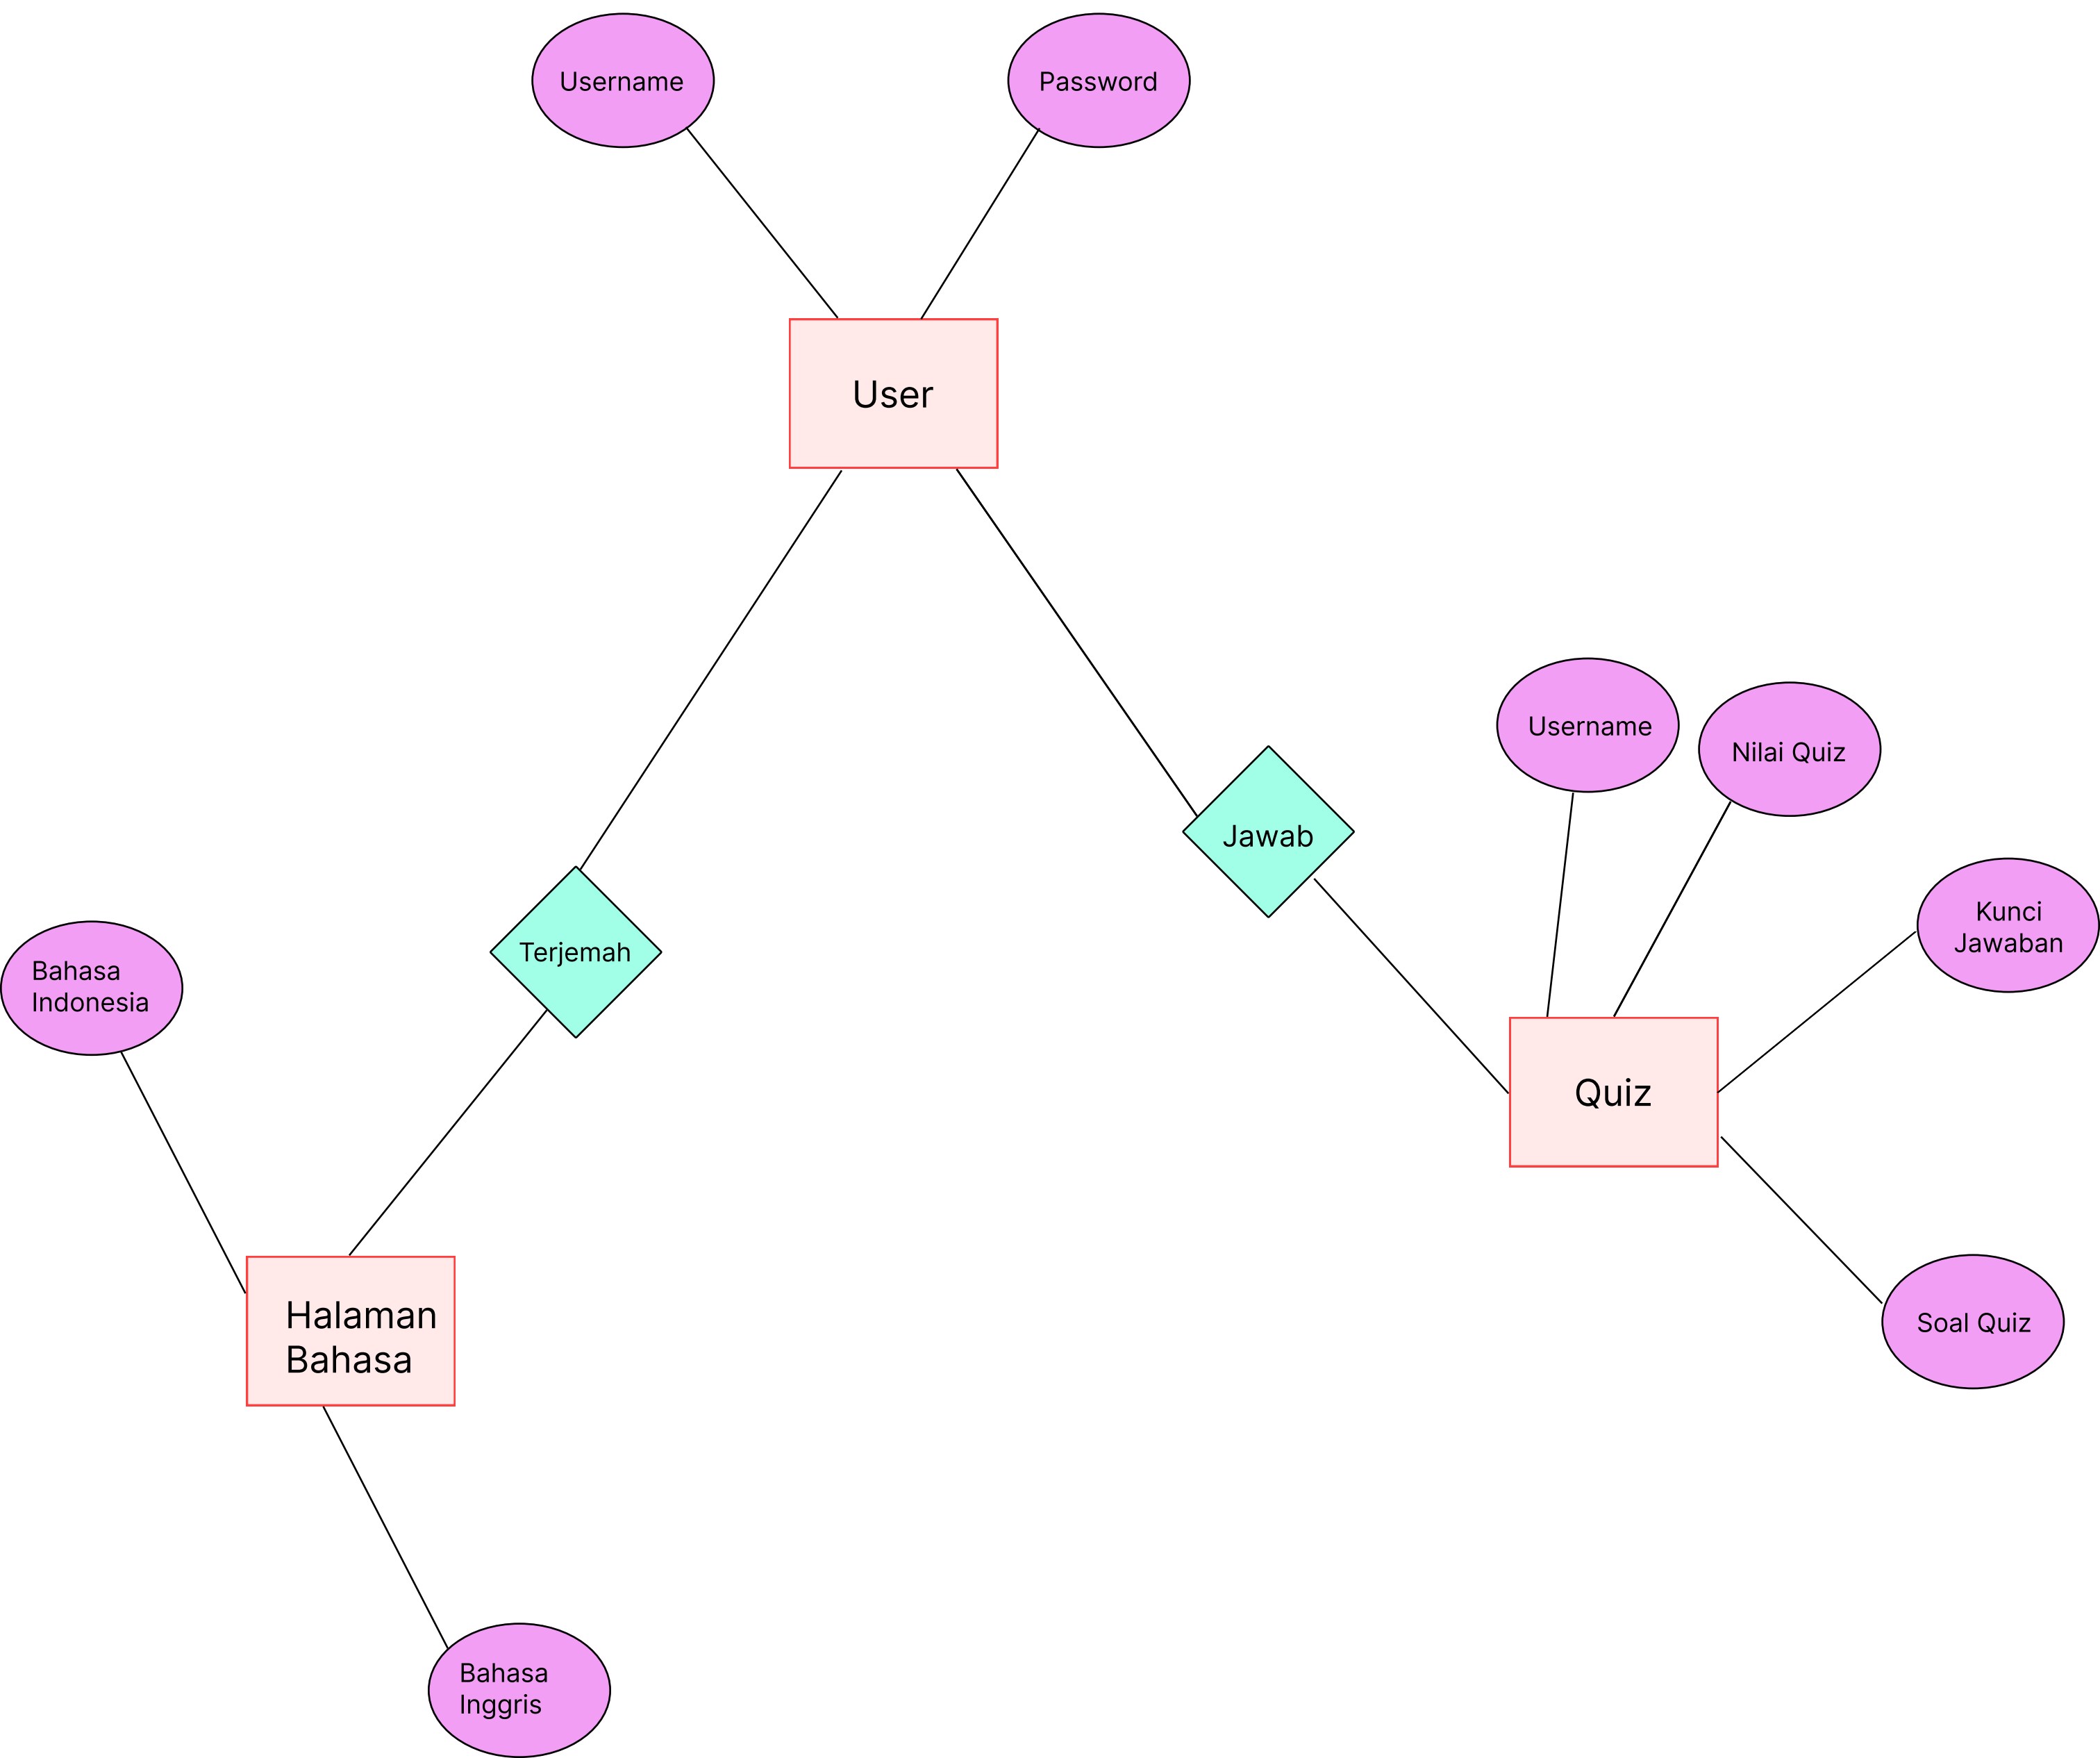 Username
Password
User
Username
Nilai Quiz
Jawab
Kunci
Jawaban
Terjemah
Bahasa
Indonesia
Quiz
Halaman
Bahasa
Soal Quiz
Bahasa
Inggris